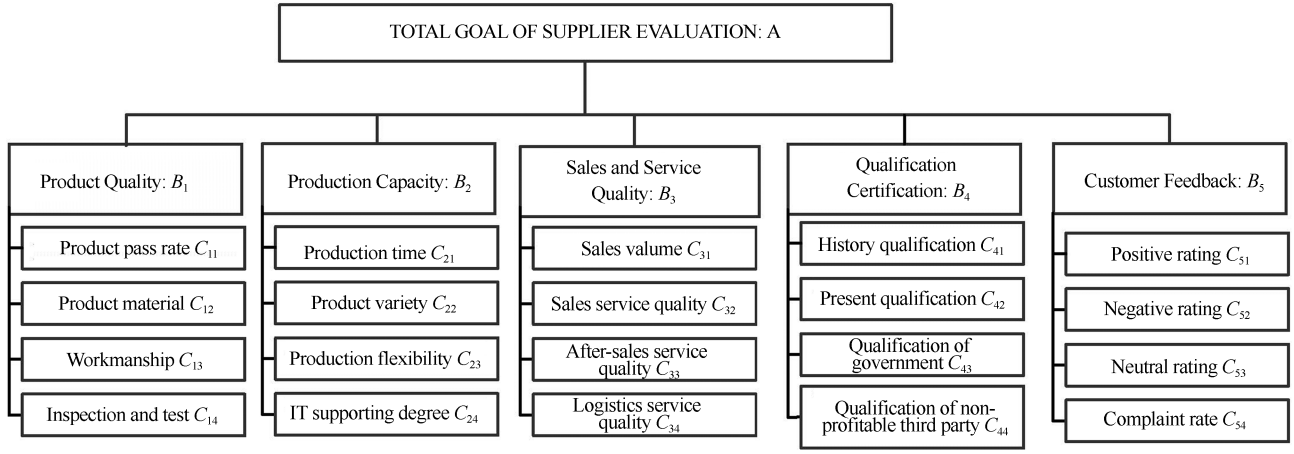 TOTAL GOAL OF SUPPLIER EVALUATION: A
Product Quality: B₁
Product pass rate C₁₁
Product material C₁₂
Workmanship C₁₃
Inspection and test C₁₄
Production Capacity: B₂
Production time C₂₁
Product variety C₂₂
Production flexibility C₂₃
IT supporting degree C₂₄
Sales and Service
Quality: B₃
Sales valume C₃₁
Sales service quality C₃₂
After-sales service
quality C₃₃
Logistics service
quality C₃₄
Qualification
Certification: B₄
History qualification C₄₁
Present qualification C₄₂
Qualification of
government C₄₃
Qualification of non-
profitable third party C₄₄
Customer Feedback: B₅
Positive rating C₅₁
Negative rating C₅₂
Neutral rating C₅₃
Complaint rate C₅₄